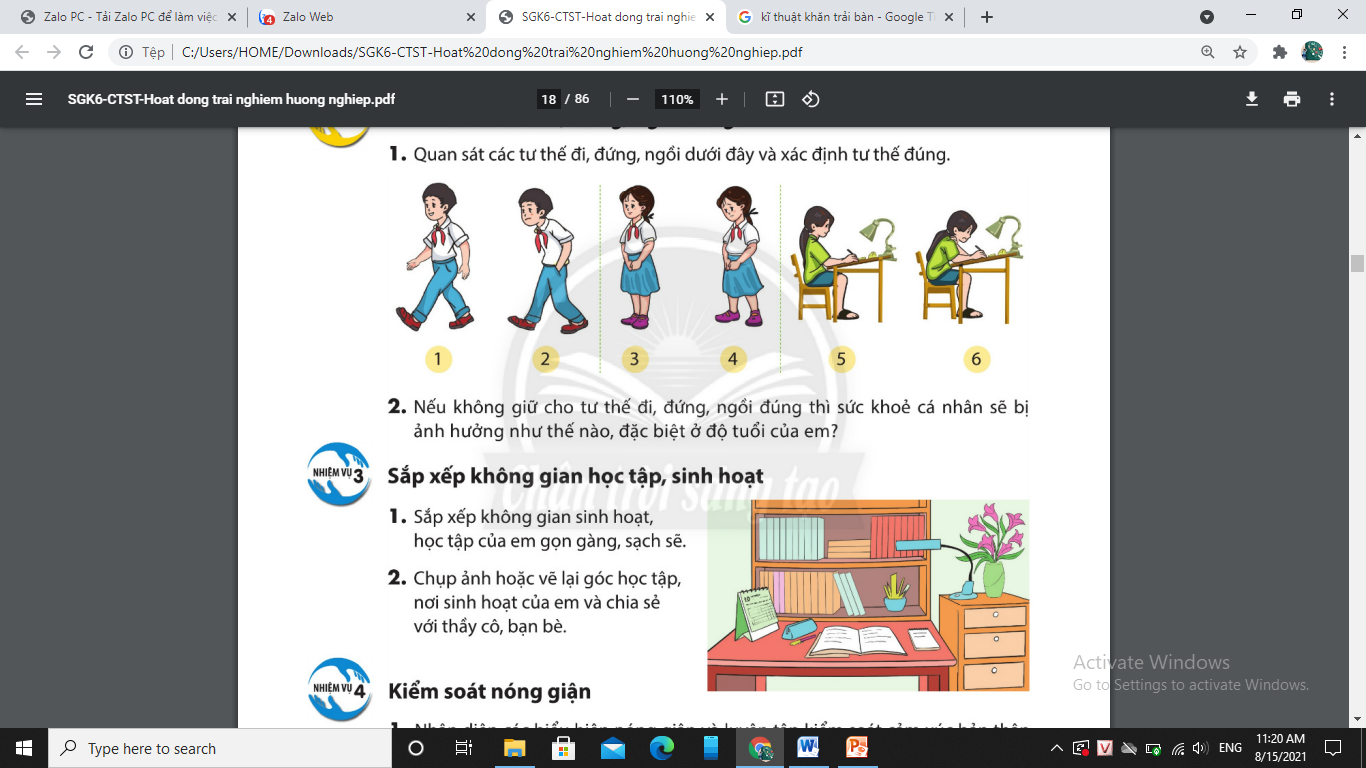 Zalo PC - Tải Zalo PC để làm việc
Zalo Web
SGK6-CTST-Hoat dong trai nghie
kĩ thuật khăn trải bàn - Google T
Tệp
C:/Users/HOME/Downloads/SGK6-CTST-Hoat%20dong%20trai%20nghiem%20huong%20nghiep.pdf
SGK6-CTST-Hoat dong trai nghiem huong nghiep.pdf
18 / 86
110%
1. Quan sát các tư thế đi, đứng, ngồi dưới đây và xác định tư thế đúng.
1 2 3 4 5 6
2. Nếu không giữ cho tư thế đi, đứng, ngồi đúng thì sức khoẻ cá nhân sẽ bị
ảnh hưởng như thế nào, đặc biệt ở độ tuổi của em?
NHIỆM VỤ 3
Sắp xếp không gian học tập, sinh hoạt
Chân trời sáng tạo
1. Sắp xếp không gian sinh hoạt,
học tập của em gọn gàng, sạch sẽ.
2. Chụp ảnh hoặc vẽ lại góc học tập,
nơi sinh hoạt của em và chia sẻ
với thầy cô, bạn bè.
NHIỆM VỤ 4
Kiểm soát nóng giận
Activate Windows
Go to Settings to activate Windows.
Type here to search
ENG
11:20 AM
8/15/2021